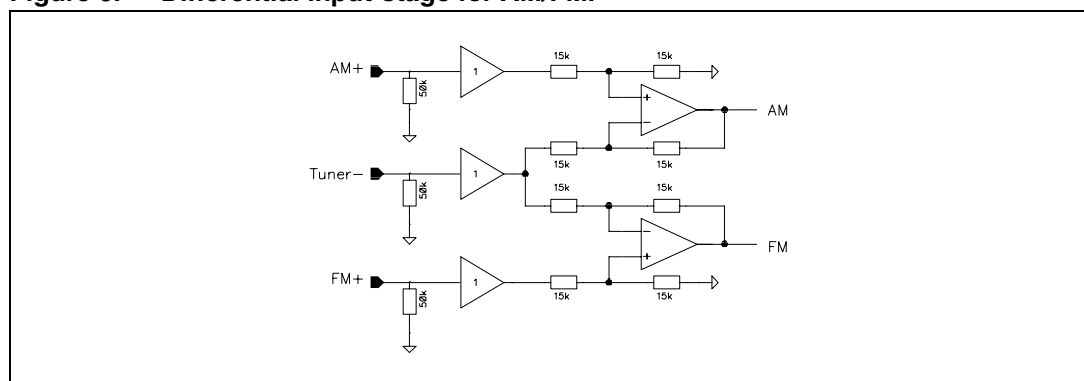 Figure Differential input stage for AM/FM
15k 15k
AM+ 1
50k
+
AM
−
15k 15k
Tuner− 1
15k 15k
50k
−
FM
+
FM+ 1
15k 15k
50k